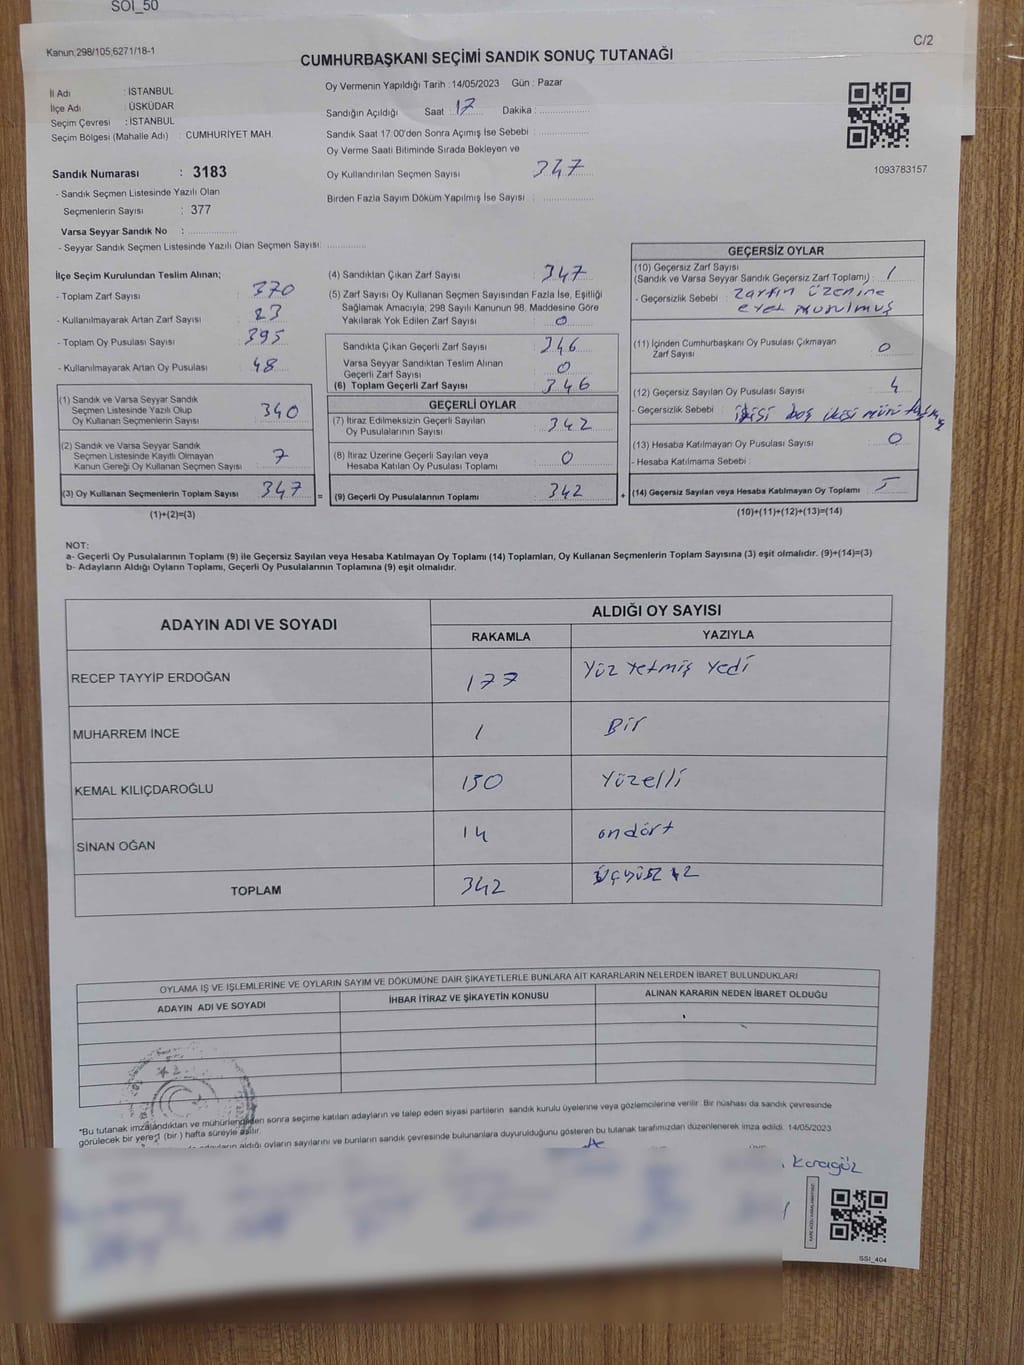 SOI_50
Kanun;298/105;6271/18-1
C/2
CUMHURBAŞKANI SEÇİMİ SANDIK SONUÇ TUTANAĞI
İl Adı : İSTANBUL
İlçe Adı : ÜSKÜDAR
Seçim Çevresi : İSTANBUL
Seçim Bölgesi (Mahalle Adı) : CUMHURİYET MAH.
Oy Vermenin Yapıldığı Tarih : 14/05/2023 Gün : Pazar
Sandığın Açıldığı Saat : 17 Dakika :
Sandık Saat 17:00'den Sonra Açımış İse Sebebi :
Oy Verme Saati Bitiminde Sırada Bekleyen ve
Oy Kullandırılan Seçmen Sayısı 347
Birden Fazla Sayım Döküm Yapılmış İse Sayısı :
1093783157
Sandık Numarası : 3183
- Sandık Seçmen Listesinde Yazılı Olan
Seçmenlerin Sayısı : 377
Varsa Seyyar Sandık No :
- Seyyar Sandık Seçmen Listesinde Yazılı Olan Seçmen Sayısı:
İlçe Seçim Kurulundan Teslim Alınan;
- Toplam Zarf Sayısı 370
- Kullanılmayarak Artan Zarf Sayısı 23
- Toplam Oy Pusulası Sayısı 395
- Kullanılmayarak Artan Oy Pusulası 48
(1) Sandık ve Varsa Seyyar Sandık
Seçmen Listesinde Yazılı Olup
Oy Kullanan Seçmenlerin Sayısı 340
(2) Sandık ve Varsa Seyyar Sandık
Seçmen Listesinde Kayıtlı Olmayan
Kanun Gereği Oy Kullanan Seçmen Sayısı 7
(3) Oy Kullanan Seçmenlerin Toplam Sayısı 347 =
(1)+(2)=(3)
(4) Sandıktan Çıkan Zarf Sayısı 347
(5) Zarf Sayısı Oy Kullanan Seçmen Sayısından Fazla İse, Eşitliği
Sağlamak Amacıyla, 298 Sayılı Kanunun 98. Maddesine Göre
Yakılarak Yok Edilen Zarf Sayısı 0
Sandıkta Çıkan Geçerli Zarf Sayısı 346
Varsa Seyyar Sandıktan Teslim Alınan
Geçerli Zarf Sayısı 0
(6) Toplam Geçerli Zarf Sayısı 346
GEÇERLİ OYLAR
(7) İtiraz Edilmeksizin Geçerli Sayılan
Oy Pusulalarının Sayısı 342
(8) İtiraz Üzerine Geçerli Sayılan veya
Hesaba Katılan Oy Pusulası Toplamı 0
(9) Geçerli Oy Pusulalarının Toplamı 342 +
GEÇERSİZ OYLAR
(10) Geçersiz Zarf Sayısı
(Sandık ve Varsa Seyyar Sandık Geçersiz Zarf Toplamı) : 1
- Geçersizlik Sebebi : zarfın üzerine
evet vurulmuş
(11) İçinden Cumhurbaşkanı Oy Pusulası Çıkmayan
Zarf Sayısı 0
(12) Geçersiz Sayılan Oy Pusulası Sayısı 4
- Geçersizlik Sebebi : ikisi boş ikisi
(13) Hesaba Katılmayan Oy Pusulası Sayısı 0
- Hesaba Katılmama Sebebi :
(14) Geçersiz Sayılan veya Hesaba Katılmayan Oy Toplamı 5
(10)+(11)+(12)+(13)=(14)
NOT:
a- Geçerli Oy Pusulalarının Toplamı (9) ile Geçersiz Sayılan veya Hesaba Katılmayan Oy Toplamı (14) Toplamları, Oy Kullanan Seçmenlerin Toplam Sayısına (3) eşit olmalıdır. (9)+(14)=(3)
b- Adayların Aldığı Oyların Toplamı, Geçerli Oy Pusulalarının Toplamına (9) eşit olmalıdır.
ADAYIN ADI VE SOYADI ALDIĞI OY SAYISI
RAKAMLA YAZIYLA
RECEP TAYYİP ERDOĞAN 177 Yüz Yetmiş Yedi
MUHARREM İNCE 1 Bir
KEMAL KILIÇDAROĞLU 150 Yüzelli
SİNAN OĞAN 14 ondört
TOPLAM 342 üçyüz 42
OYLAMA İŞ VE İŞLEMLERİNE VE OYLARIN SAYIM VE DÖKÜMÜNE DAİR ŞİKAYETLERLE BUNLARA AİT KARARLARIN NELERDEN İBARET BULUNDUKLARI
ADAYIN ADI VE SOYADI İHBAR İTİRAZ VE ŞİKAYETİN KONUSU ALINAN KARARIN NEDEN İBARET OLDUĞU
*Bu tutanak imzalandıktan ve mühürlendikten sonra seçime katılan adayların ve talep eden siyasi partilerin sandık kurulu üyelerine veya gözlemcilerine verilir. Bir nüshası da sandık çevresinde
görülecek bir yere 1 (bir) hafta süreyle asılır.
adayların aldığı oyların sayılarını ve bunların sandık çevresinde bulunanlara duyurulduğunu gösteren bu tutanak tarafımızdan düzenlenerek imza edildi. 14/05/2023
Karagöz
SSI_404